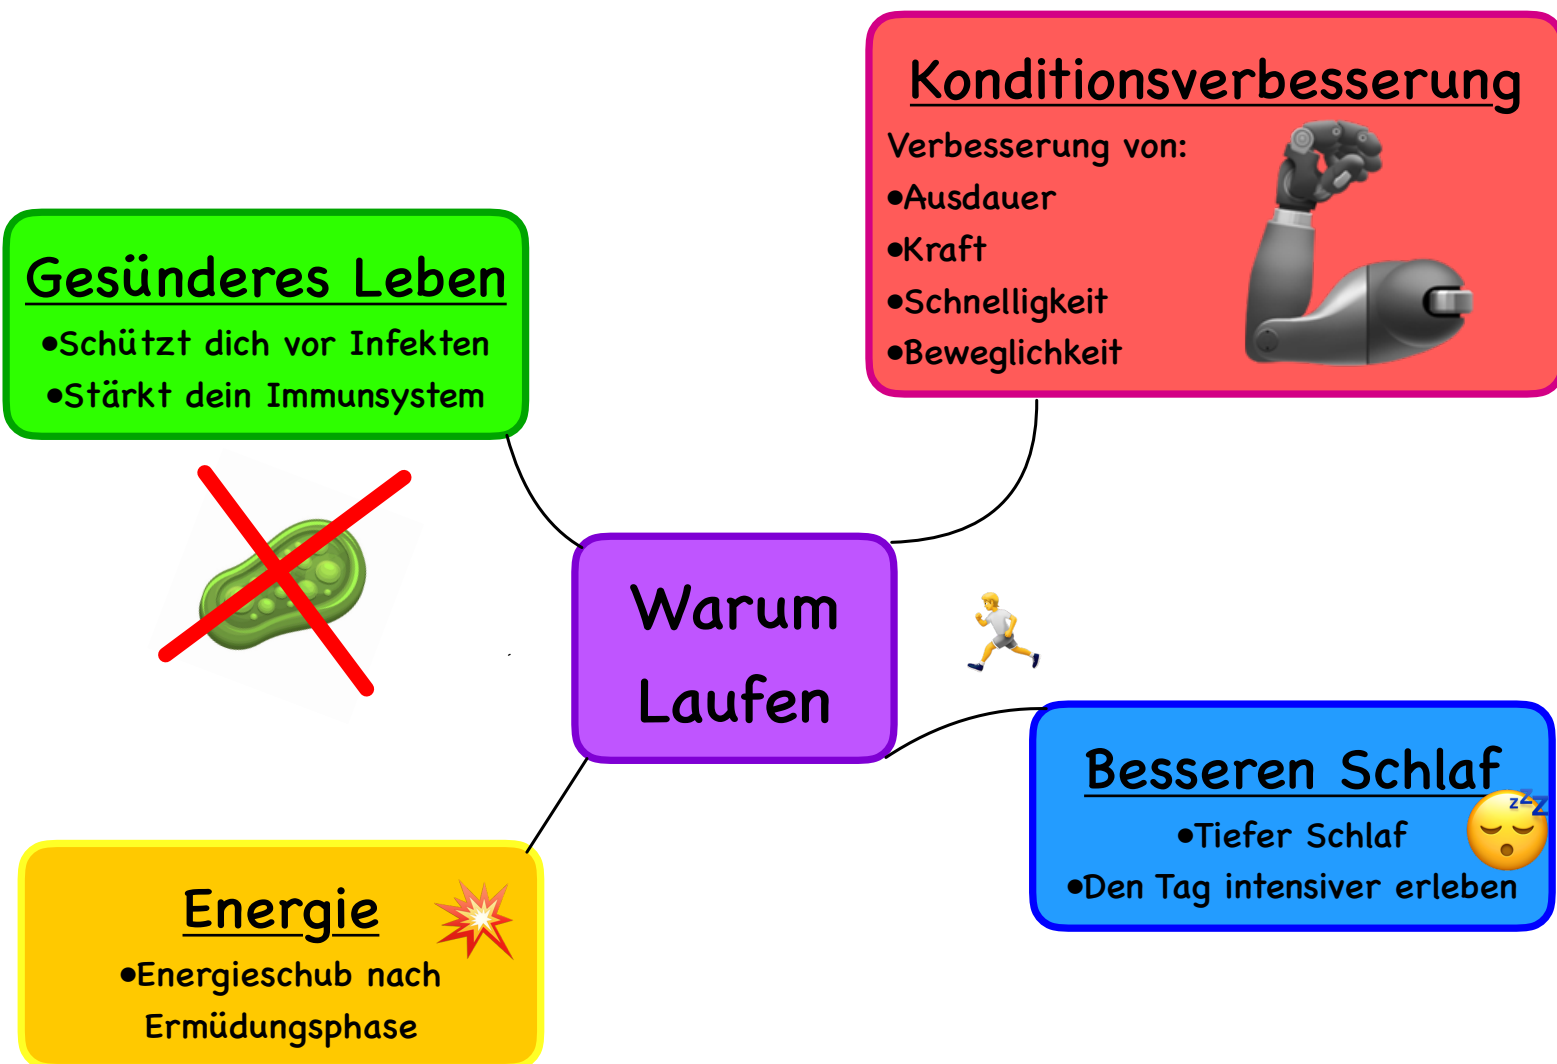 Konditionsverbesserung
Verbesserung von:
•Ausdauer
•Kraft
•Schnelligkeit
•Beweglichkeit
Gesünderes Leben
•Schützt dich vor Infekten
•Stärkt dein Immunsystem
Warum
Laufen
Besseren Schlaf
•Tiefer Schlaf
•Den Tag intensiver erleben
Energie
•Energieschub nach
Ermüdungsphase